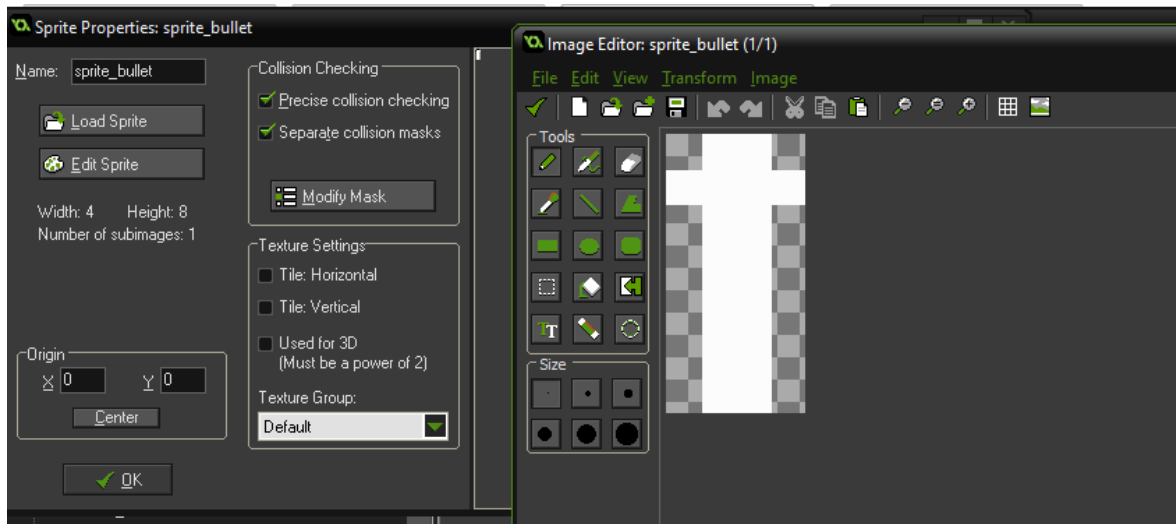 Sprite Properties: sprite_bullet
Name: sprite_bullet
Load Sprite
Edit Sprite
Width: 4 Height: 8
Number of subimages: 1
Origin
X 0 Y 0
Center
OK
Collision Checking
Precise collision checking
Separate collision masks
Modify Mask
Texture Settings
Tile: Horizontal
Tile: Vertical
Used for 3D
(Must be a power of 2)
Texture Group:
Default
Image Editor: sprite_bullet (1/1)
File Edit View Transform Image
Tools
TT
Size